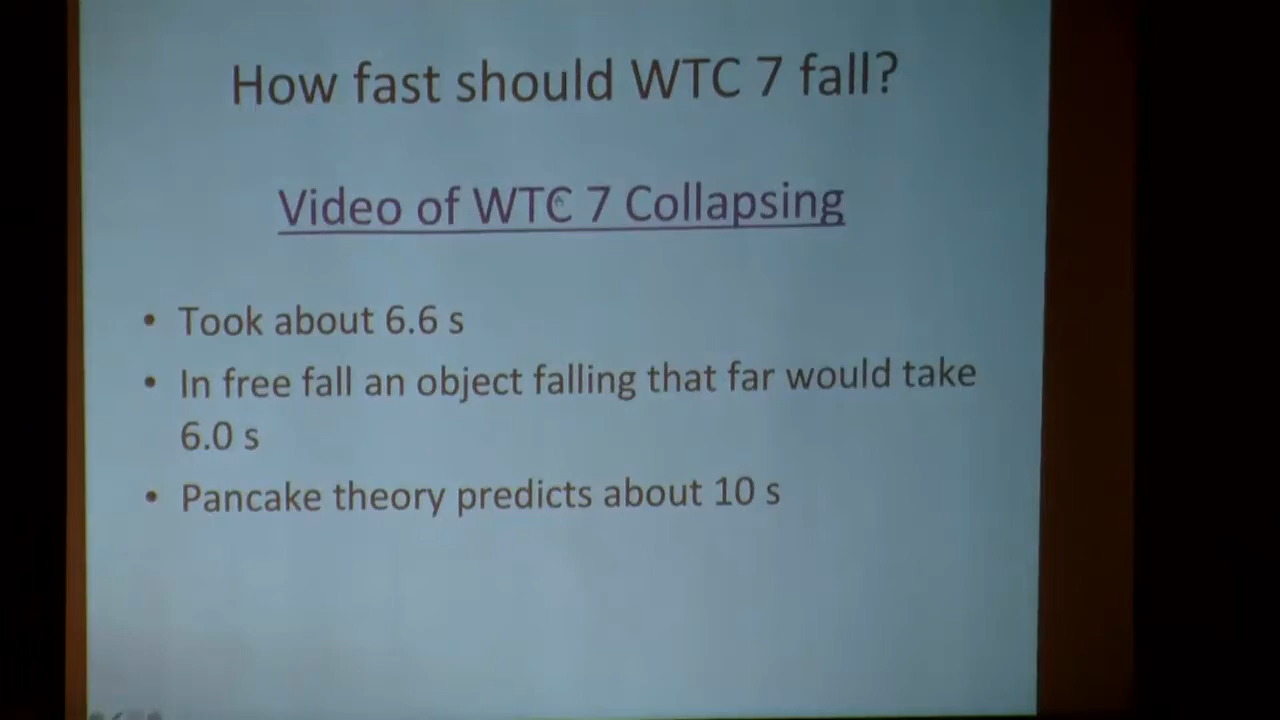 How fast should WTC 7 fall?
Video of WTC 7 Collapsing
• Took about 6.6 s
• In free fall an object falling that far would take
6.0 s
• Pancake theory predicts about 10 s